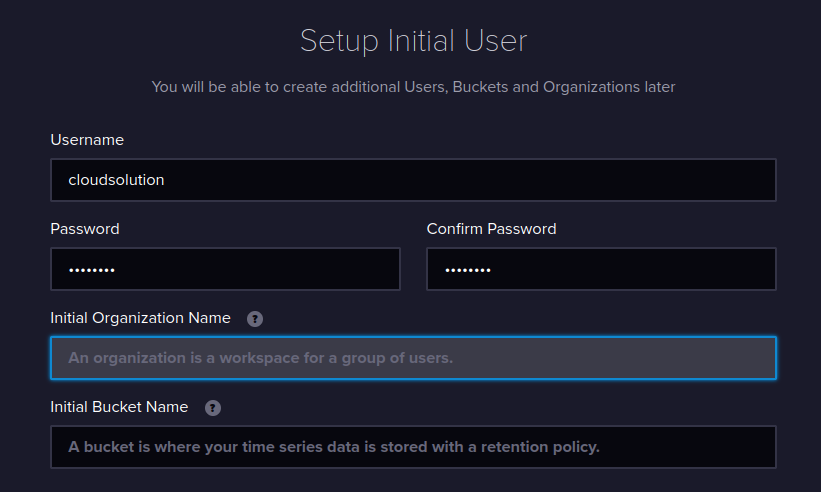 Setup Initial User
You will be able to create additional Users, Buckets and Organizations later
Username
cloudsolution
Password Confirm Password
•••••••• ••••••••
Initial Organization Name ?
An organization is a workspace for a group of users.
Initial Bucket Name ?
A bucket is where your time series data is stored with a retention policy.